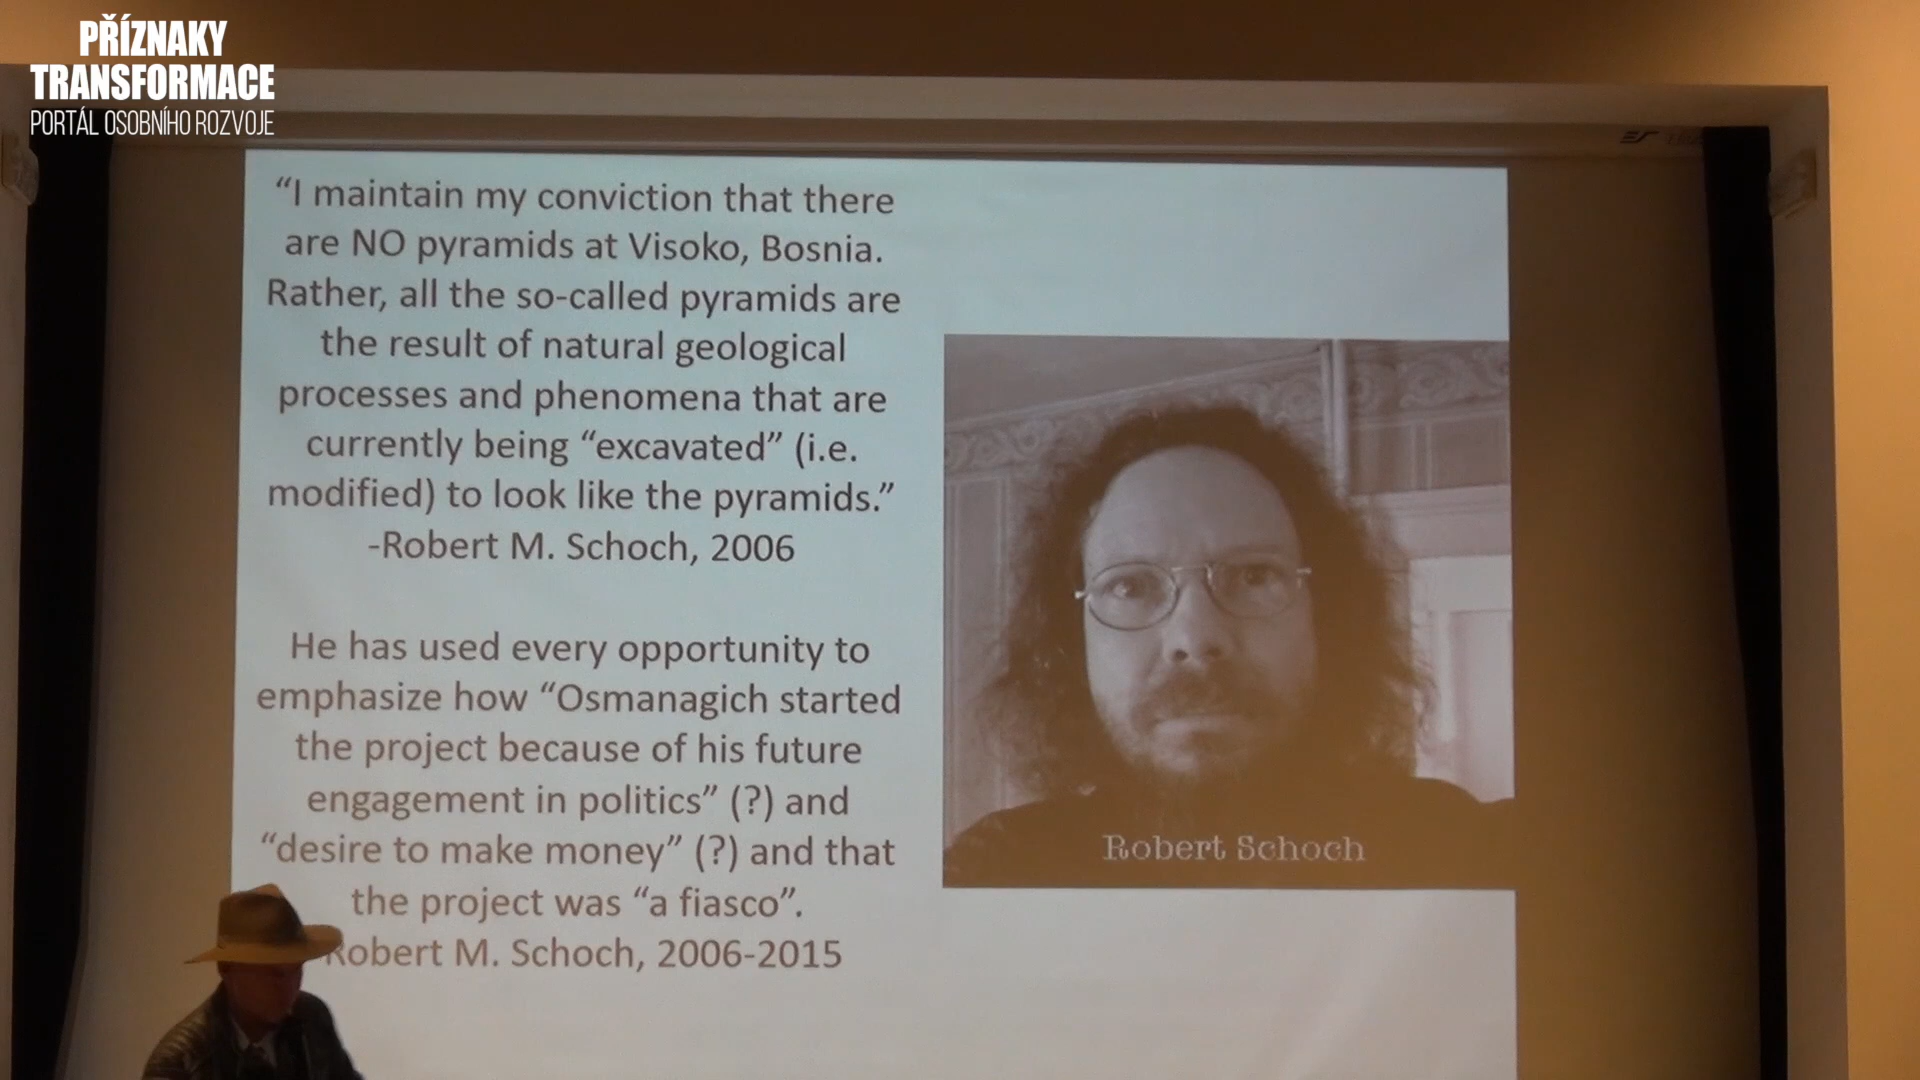 PŘÍZNAKY
TRANSFORMACE
PORTÁL OSOBNÍHO ROZVOJE
“I maintain my conviction that there
are NO pyramids at Visoko, Bosnia.
Rather, all the so-called pyramids are
the result of natural geological
processes and phenomena that are
currently being “excavated” (i.e.
modified) to look like the pyramids.”
-Robert M. Schoch, 2006
He has used every opportunity to
emphasize how “Osmanagich started
the project because of his future
engagement in politics” (?) and
“desire to make money” (?) and that
the project was “a fiasco”.
Robert M. Schoch, 2006-2015
Robert Schoch